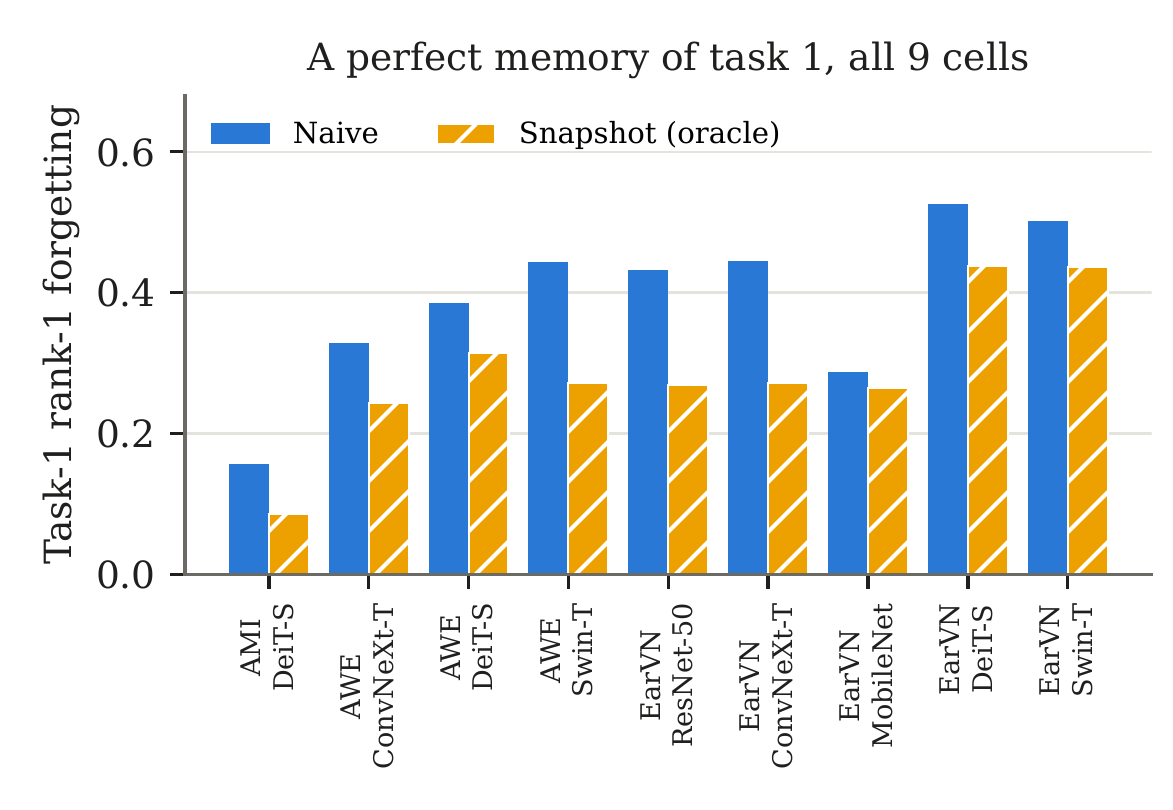 A perfect memory of task 1, all 9 cells
Naive
Snapshot (oracle)
Task-1 rank-1 forgetting
0.6
0.4
0.2
0.0
AMI
DeiT-S
AWE
ConvNeXt-T
AWE
DeiT-S
AWE
Swin-T
EarVN
ResNet-50
EarVN
ConvNeXt-T
EarVN
MobileNet
EarVN
DeiT-S
EarVN
Swin-T